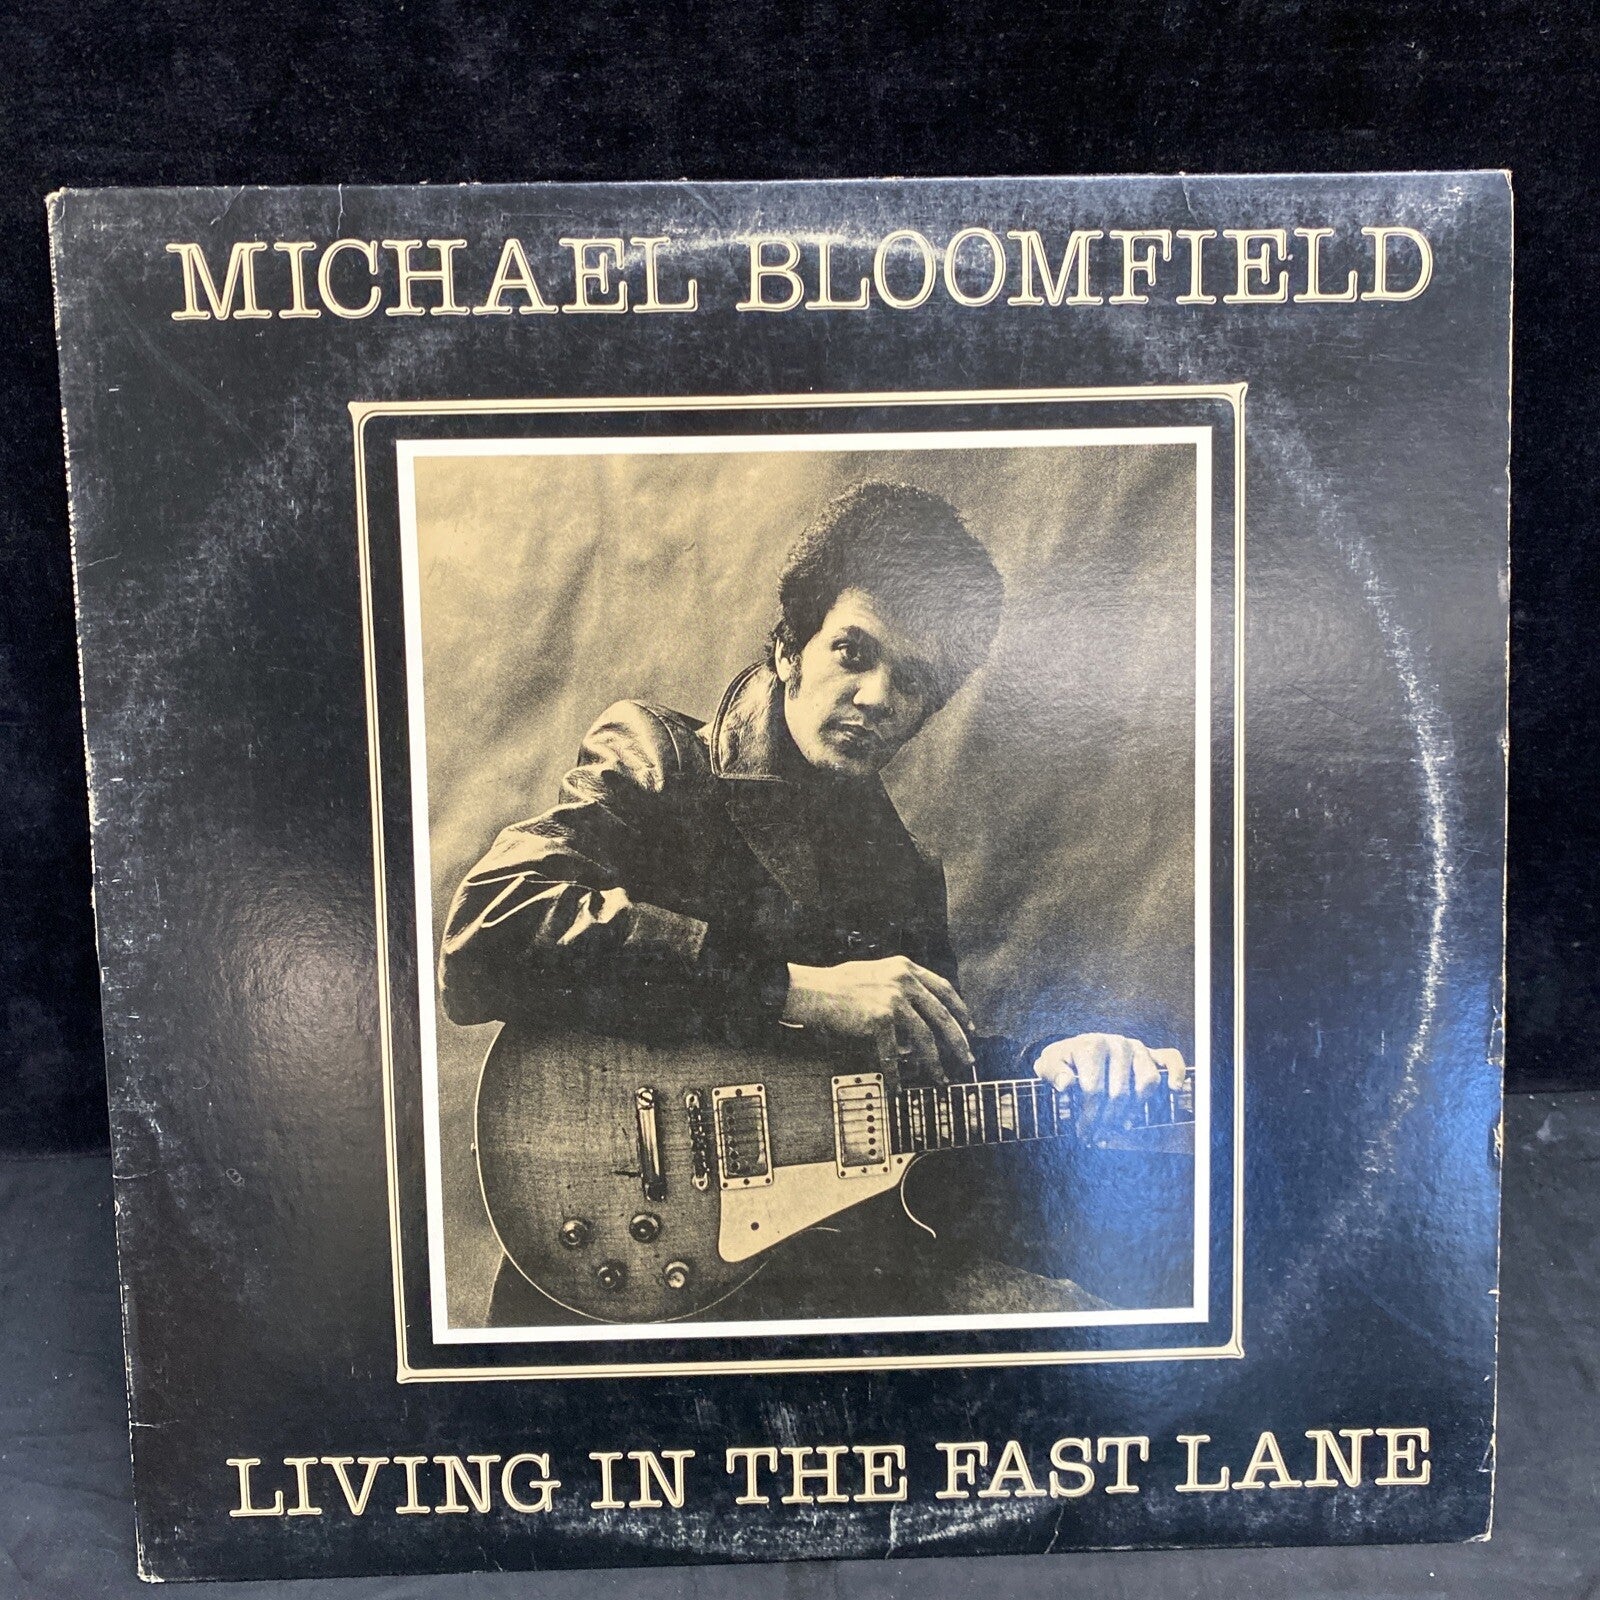 MICHAEL BLOOMFIELD
LIVING IN THE FAST LANE